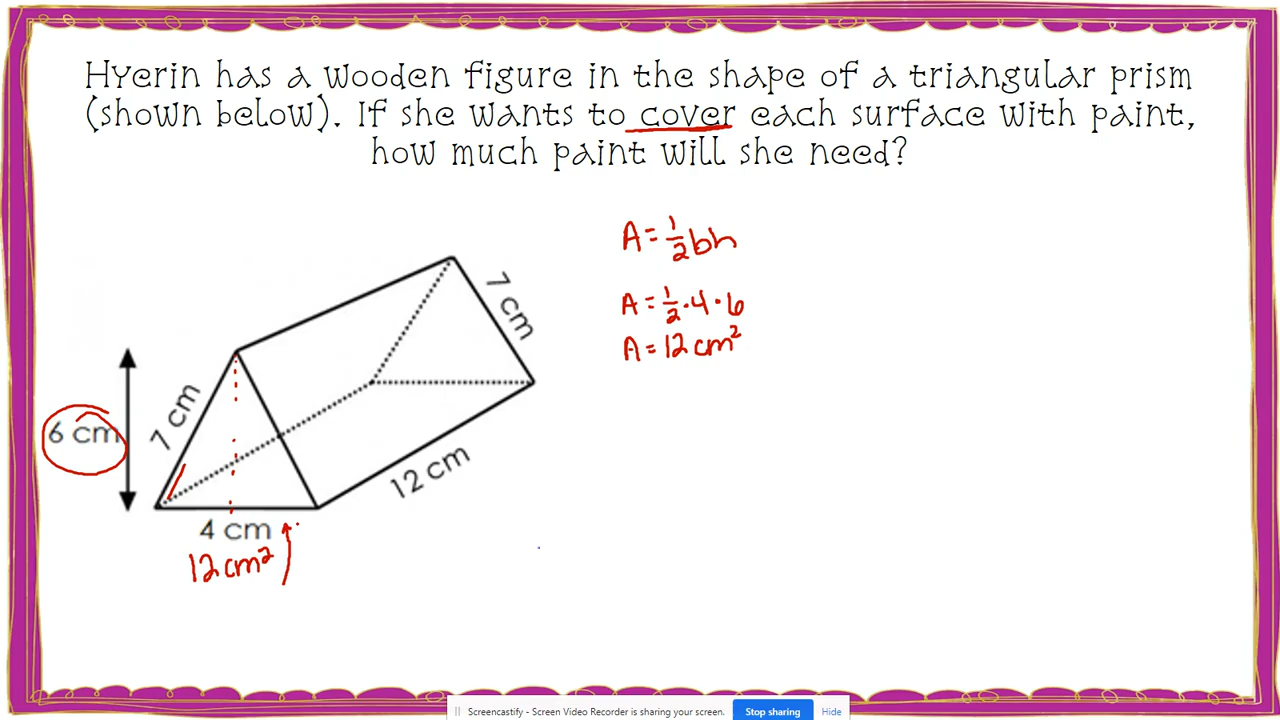 Hyerin has a wooden figure in the shape of a triangular prism
(shown below). If she wants to cover each surface with paint,
how much paint will she need?
A = 1/2 bh
A = 1/2 · 4 · 6
A = 12 cm²
7 cm
7 cm
6 cm
12 cm
4 cm
12 cm²
Screencastify - Screen Video Recorder is sharing your screen.
Stop sharing
Hide